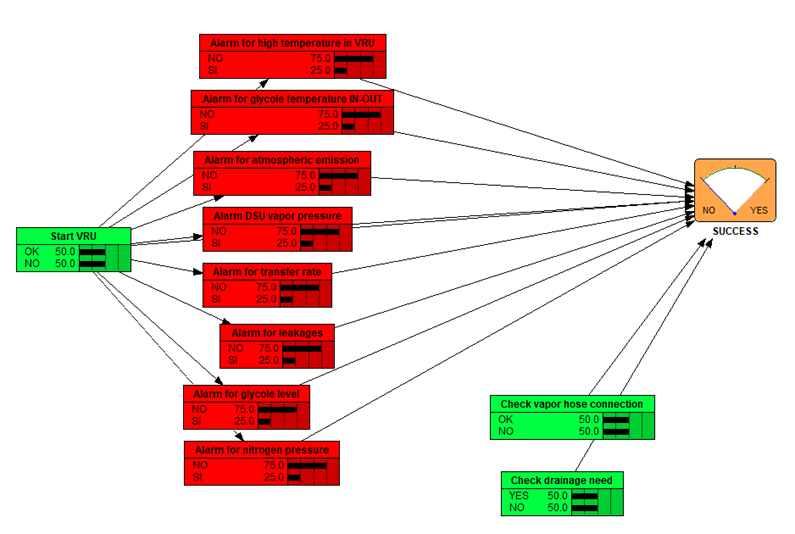 Alarm for high temperature in VRU
NO 75.0
SI 25.0
Alarm for glycole temperature IN-OUT
NO 75.0
SI 25.0
Alarm for atmospheric emission
NO 75.0
SI 25.0
Alarm DSU vapor pressure
NO 75.0
SI 25.0
Start VRU
OK 50.0
NO 50.0
Alarm for transfer rate
NO 75.0
SI 25.0
Alarm for leakages
NO 75.0
SI 25.0
Alarm for glycole level
NO 75.0
SI 25.0
Alarm for nitrogen pressure
NO 75.0
SI 25.0
NO YES
SUCCESS
Check vapor hose connection
OK 50.0
NO 50.0
Check drainage need
YES 50.0
NO 50.0